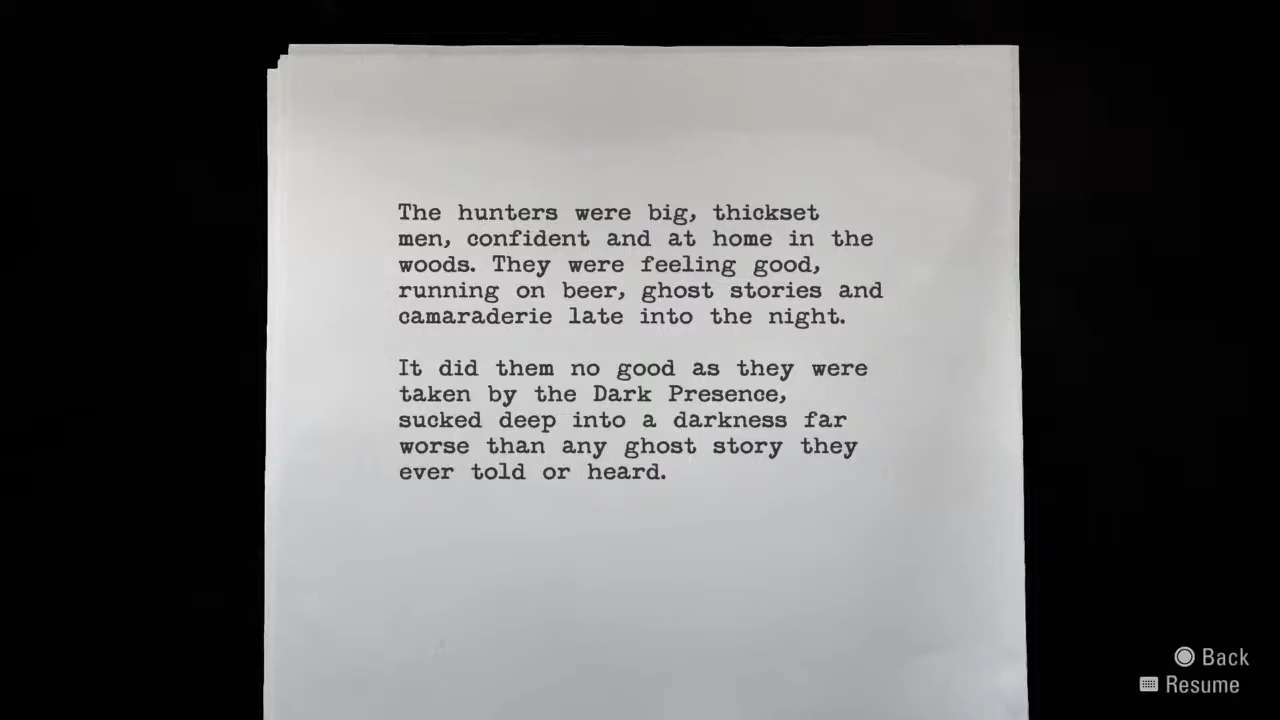 The hunters were big, thickset
men, confident and at home in the
woods. They were feeling good,
running on beer, ghost stories and
camaraderie late into the night.
It did them no good as they were
taken by the Dark Presence,
sucked deep into a darkness far
worse than any ghost story they
ever told or heard.
Back
Resume